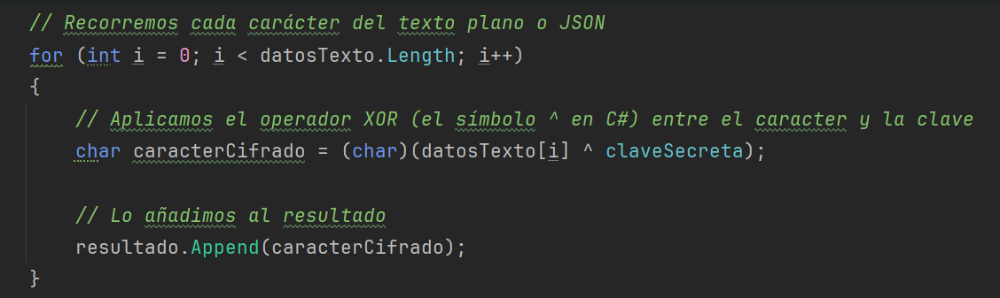 // Recorremos cada carácter del texto plano o JSON
for (int i = 0; i < datosTexto.Length; i++)
{
// Aplicamos el operador XOR (el símbolo ^ en C#) entre el caracter y la clave
char caracterCifrado = (char)(datosTexto[i] ^ claveSecreta);
// Lo añadimos al resultado
resultado.Append(caracterCifrado);
}